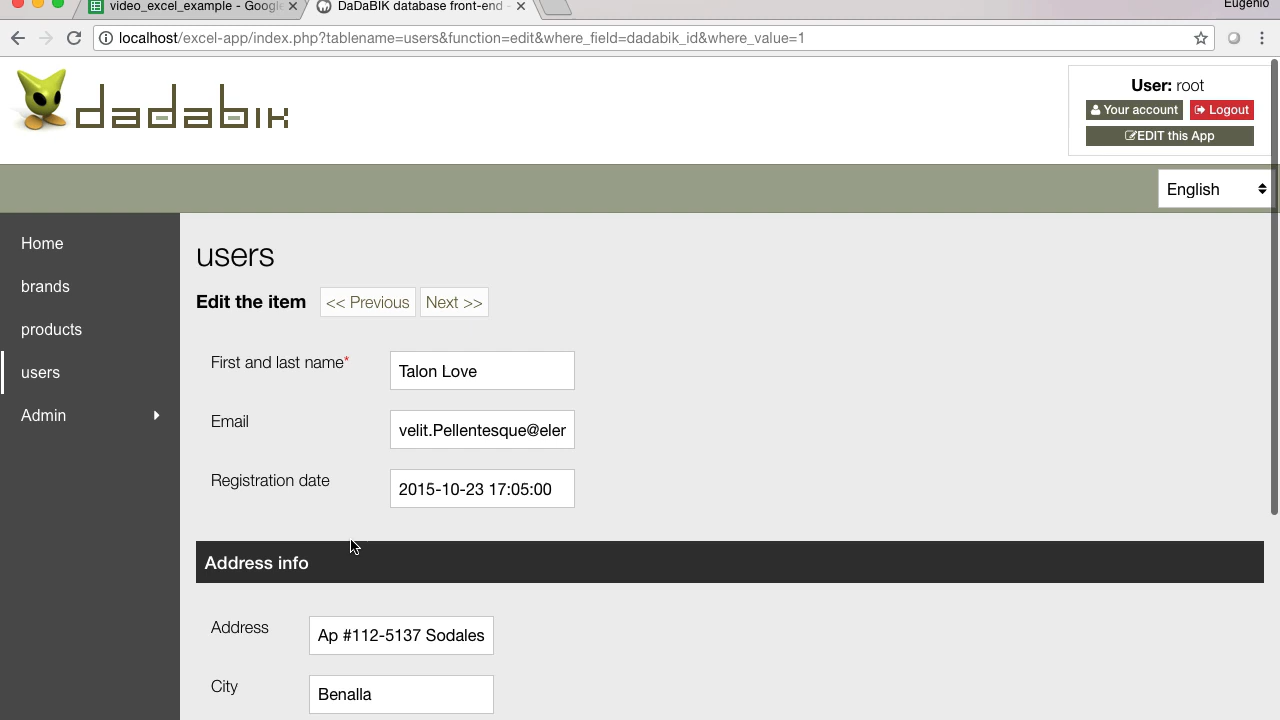 video_excel_example - Google
DaDaBIK database front-end -
Eugenio
localhost/excel-app/index.php?tablename=users&function=edit&where_field=dadabik_id&where_value=1
dadabik
User: root
Your account
Logout
EDIT this App
English
Home
brands
products
users
Admin
users
Edit the item
<< Previous
Next >>
First and last name*
Talon Love
Email
velit.Pellentesque@eler
Registration date
2015-10-23 17:05:00
Address info
Address
Ap #112-5137 Sodales
City
Benalla